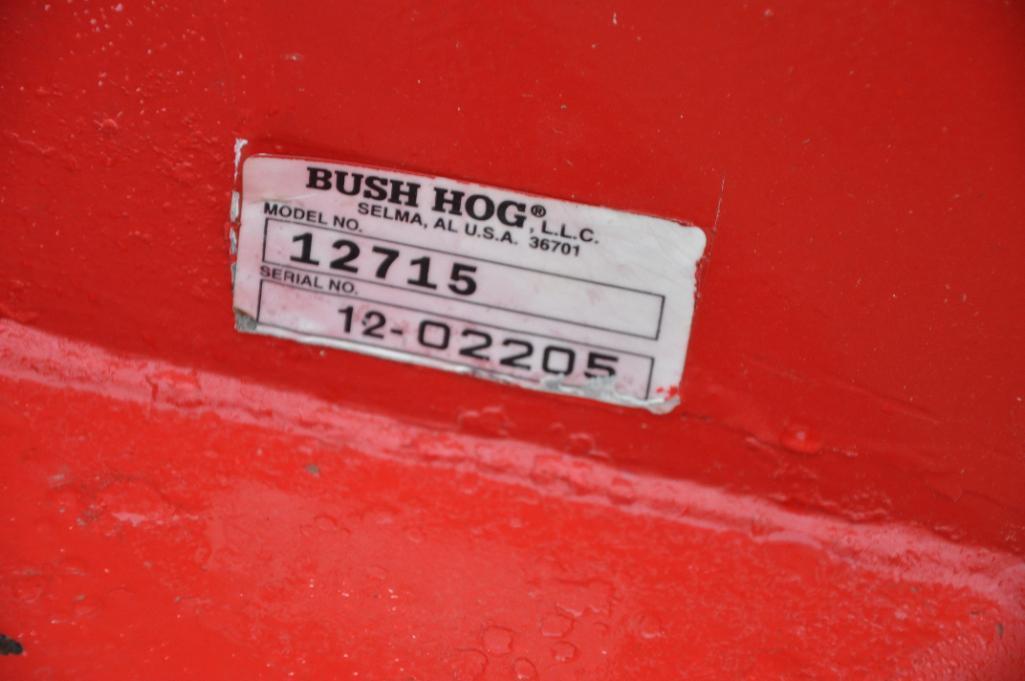 BUSH HOG®, L.L.C.
SELMA, AL U.S.A. 36701
MODEL NO.
12715
SERIAL NO.
12-02205